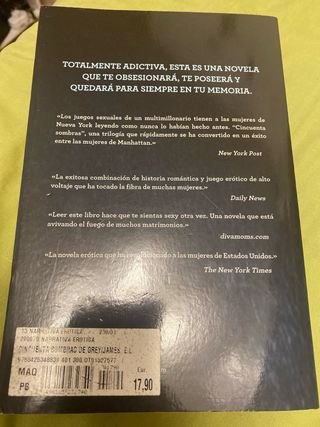 TOTALMENTE ADICTIVA, ESTA ES UNA NOVELA
QUE TE OBSESIONARÁ, TE POSEERÁ Y
QUEDARÁ PARA SIEMPRE EN TU MEMORIA.
«Los juegos sexuales de un multimillonario tienen a las mujeres de
Nueva York leyendo como nunca lo habían hecho antes. "Cincuenta
sombras", una trilogía que rápidamente se ha convertido en un éxito
entre las mujeres de Manhattan.»
New York Post
«La exitosa combinación de historia romántica y juego erótico de alto
voltaje que ha tocado la fibra de muchas mujeres.»
Daily News
«Leer este libro hace que te sientas sexy otra vez. Una novela que está
avivando el fuego de muchos matrimonios.»
divamoms.com
«La novela erótica que ha revolucionado a las mujeres de Estados Unidos.»
The New York Times
NARRATIVA EROTICA
NARRATIVA EROTICA
CINCUENTA SOMBRAS DE GREY/JAMES, E.L.
MAQ
PB
Eur.
17,90